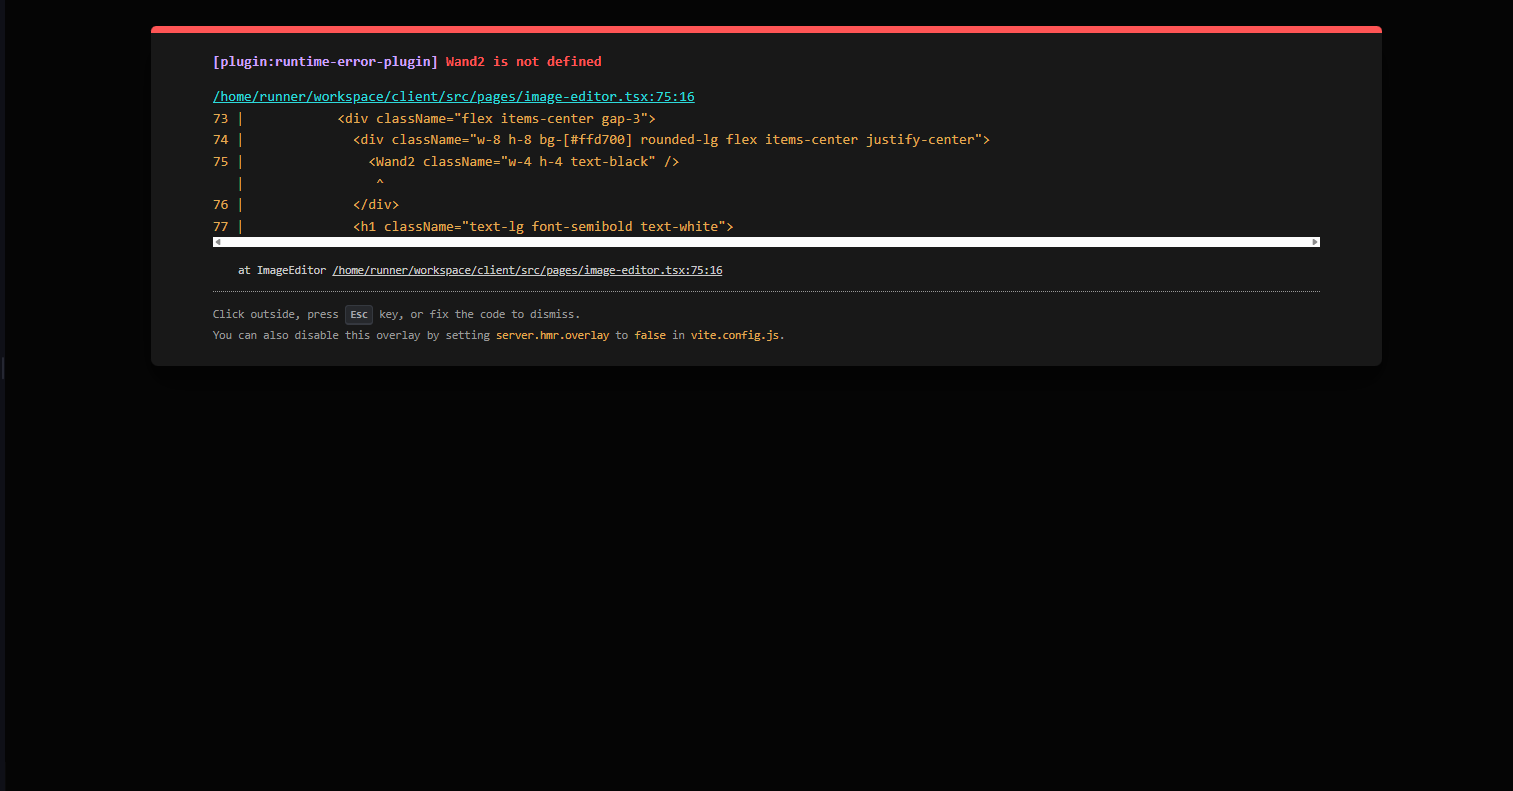 [plugin:runtime-error-plugin] Wand2 is not defined
/home/runner/workspace/client/src/pages/image-editor.tsx:75:16
73 |            <div className="flex items-center gap-3">
74 |              <div className="w-8 h-8 bg-[#ffd700] rounded-lg flex items-center justify-center">
75 |                <Wand2 className="w-4 h-4 text-black" />
   |                 ^
76 |              </div>
77 |              <h1 className="text-lg font-semibold text-white">
at ImageEditor /home/runner/workspace/client/src/pages/image-editor.tsx:75:16
Click outside, press Esc key, or fix the code to dismiss.
You can also disable this overlay by setting server.hmr.overlay to false in vite.config.js.